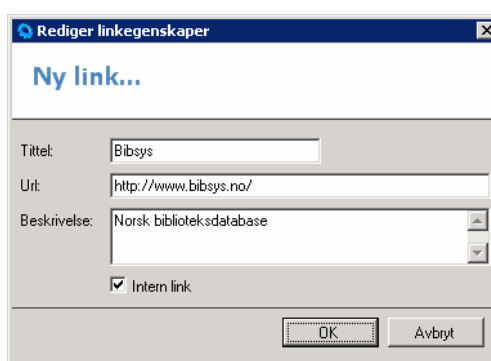 Rediger linkegenskaper
Ny link...
Tittel: Bibsys
Url: http://www.bibsys.no/
Beskrivelse: Norsk biblioteksdatabase
Intern link
OK Avbryt